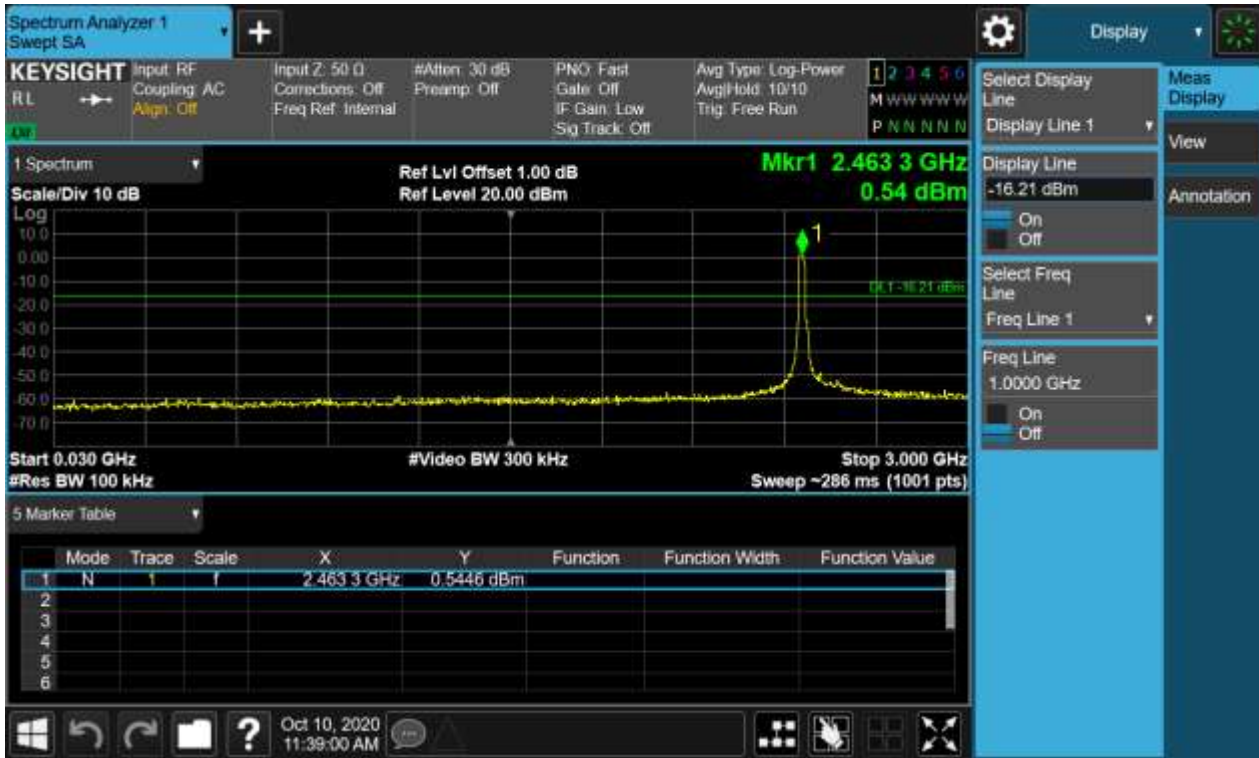 Spectrum Analyzer 1
Swept SA
+
Display
KEYSIGHT
RL
Input: RF
Coupling: AC
Align: Off
Input Z: 50 Ω
Corrections: Off
Freq Ref: Internal
#Atten: 30 dB
Preamp: Off
PNO: Fast
Gate: Off
IF Gain: Low
Sig Track: Off
Avg Type: Log-Power
Avg|Hold: 10/10
Trig: Free Run
1 2 3 4 5 6
M W W W W W
P N N N N N
1 Spectrum
Scale/Div 10 dB
Ref Lvl Offset 1.00 dB
Ref Level 20.00 dBm
Mkr1 2.463 3 GHz
0.54 dBm
Log
10.0
0.00
-10.0
-20.0
-30.0
-40.0
-50.0
-60.0
-70.0
1
DL1 -16.21 dBm
Start 0.030 GHz
#Video BW 300 kHz
Stop 3.000 GHz
#Res BW 100 kHz
Sweep ~286 ms (1001 pts)
5 Marker Table
Mode Trace Scale X Y Function Function Width Function Value
1 N 1 f 2.463 3 GHz 0.5446 dBm
2
3
4
5
6
?
Oct 10, 2020
11:39:00 AM
Select Display
Line
Display Line 1
Display Line
-16.21 dBm
On
Off
Select Freq
Line
Freq Line 1
Freq Line
1.0000 GHz
On
Off
Meas
Display
View
Annotation